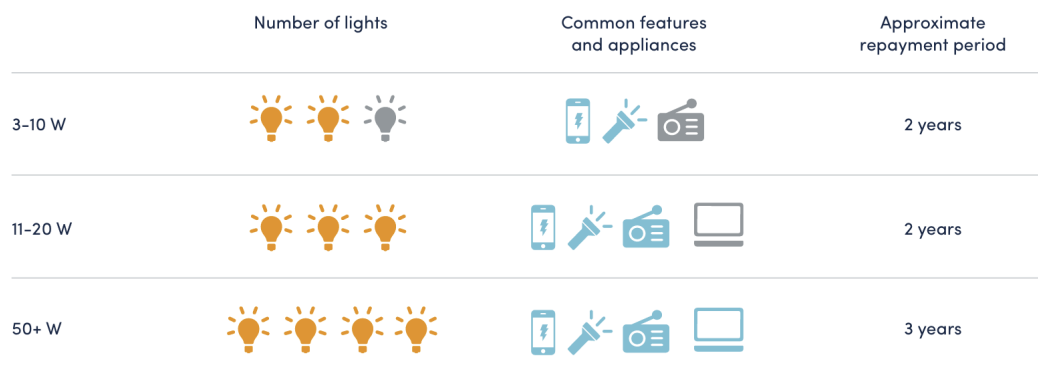 Number of lights
Common features
and appliances
Approximate
repayment period
3-10 W
2 years
11-20 W
2 years
50+ W
3 years